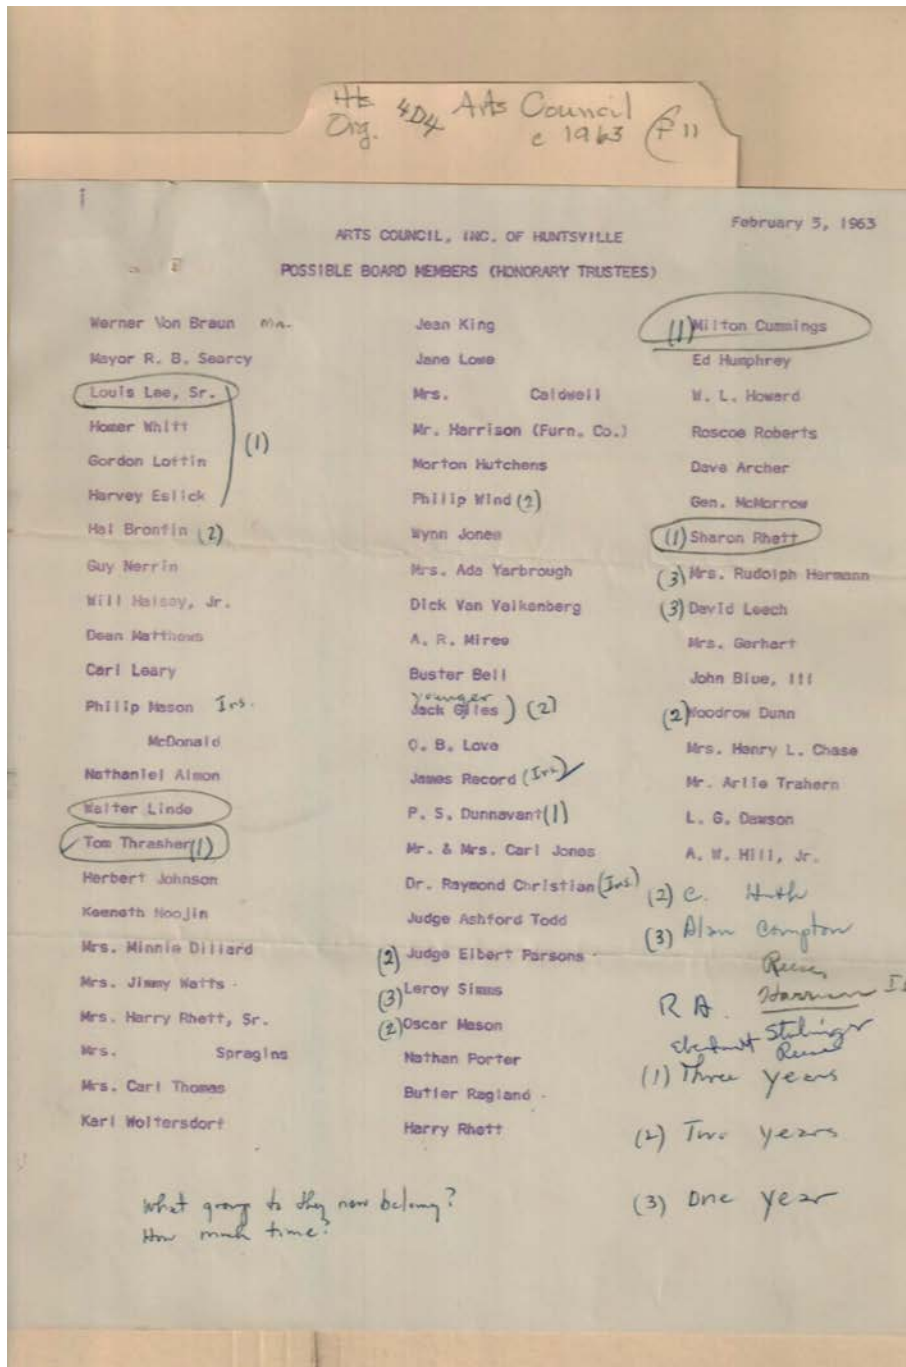 Hts Arts Council
Org. 4D4 c 1963 F11
February 5, 1963
ARTS COUNCIL, INC. OF HUNTSVILLE
POSSIBLE BOARD MEMBERS (HONORARY TRUSTEES)
Werner Von Braun
Mayor R. B. Searcy
Louis Lee, Sr.
Homer Whitt
(1)
Gordon Loftin
Harvey Eslick
Hal Brontin (2)
Guy Nerrin
Will Halsey, Jr.
Dean Matthews
Carl Leary
Philip Mason Ins.
McDonald
Nathaniel Almon
Walter Linde
Tom Thrasher (1)
Herbert Johnson
Kenneth Noojin
Mrs. Minnie Dillard
Mrs. Jimmy Watts
Mrs. Harry Rhett, Sr.
Mrs. Spragins
Mrs. Carl Thomas
Karl Woltersdorf
Jean King
Jane Lowe
Mrs. Caldwell
Mr. Harrison (Furn. Co.)
Morton Hutchens
Philip Wind (2)
Wynn Jones
Mrs. Ada Yarbrough
Dick Van Valkenberg
A. R. Miree
Buster Bell
younger
Jack Giles ) (2)
O. B. Love
James Record (Ins)
P. S. Dunnavant (1)
Mr. & Mrs. Carl Jones
Dr. Raymond Christian (Ins)
Judge Ashford Todd
(2) Judge Elbert Parsons
(3) Leroy Simms
(2) Oscar Mason
Nathan Porter
Butler Ragland
Harry Rhett
(1) Milton Cummings
Ed Humphrey
W. L. Howard
Roscoe Roberts
Dave Archer
Gen. McMorrow
(1) Sharon Rhett
(3) Mrs. Rudolph Hermann
(3) David Leech
Mrs. Gerhart
John Blue, III
(2) Woodrow Dunn
Mrs. Henry L. Chase
Mr. Arlie Trahern
L. G. Dawson
A. W. Hill, Jr.
(2) C. Huth
(3) Alan Compton
R A.
(1) Three years
(2) Two years
(3) One year
What group to they now belong?
How much time?